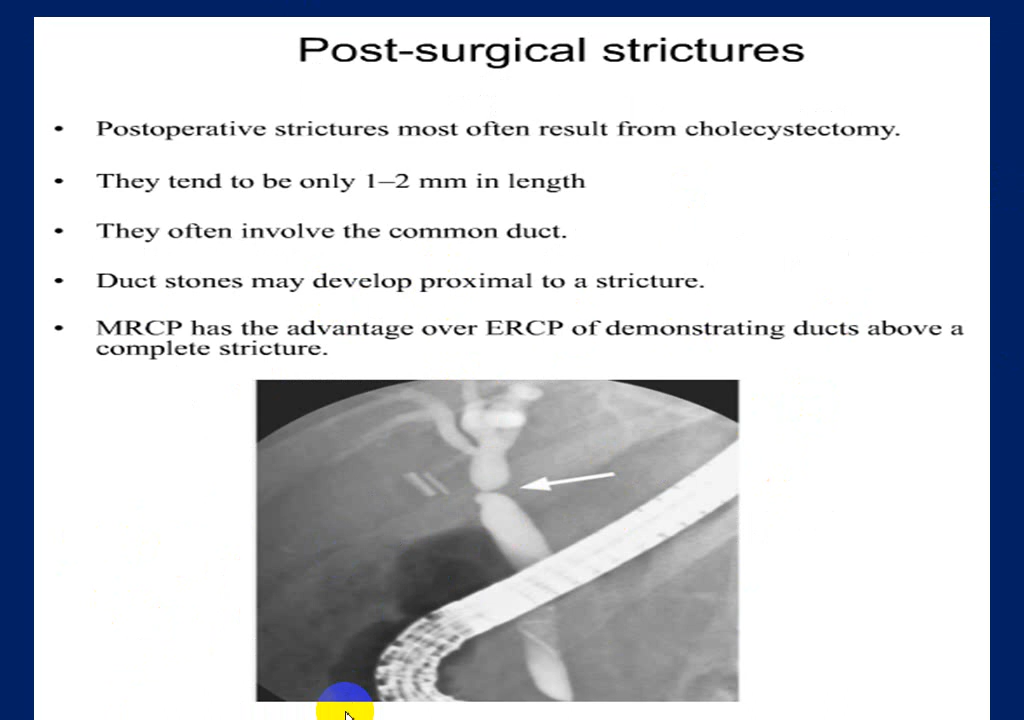 Post-surgical strictures
• Postoperative strictures most often result from cholecystectomy.
• They tend to be only 1–2 mm in length
• They often involve the common duct.
• Duct stones may develop proximal to a stricture.
• MRCP has the advantage over ERCP of demonstrating ducts above a
complete stricture.